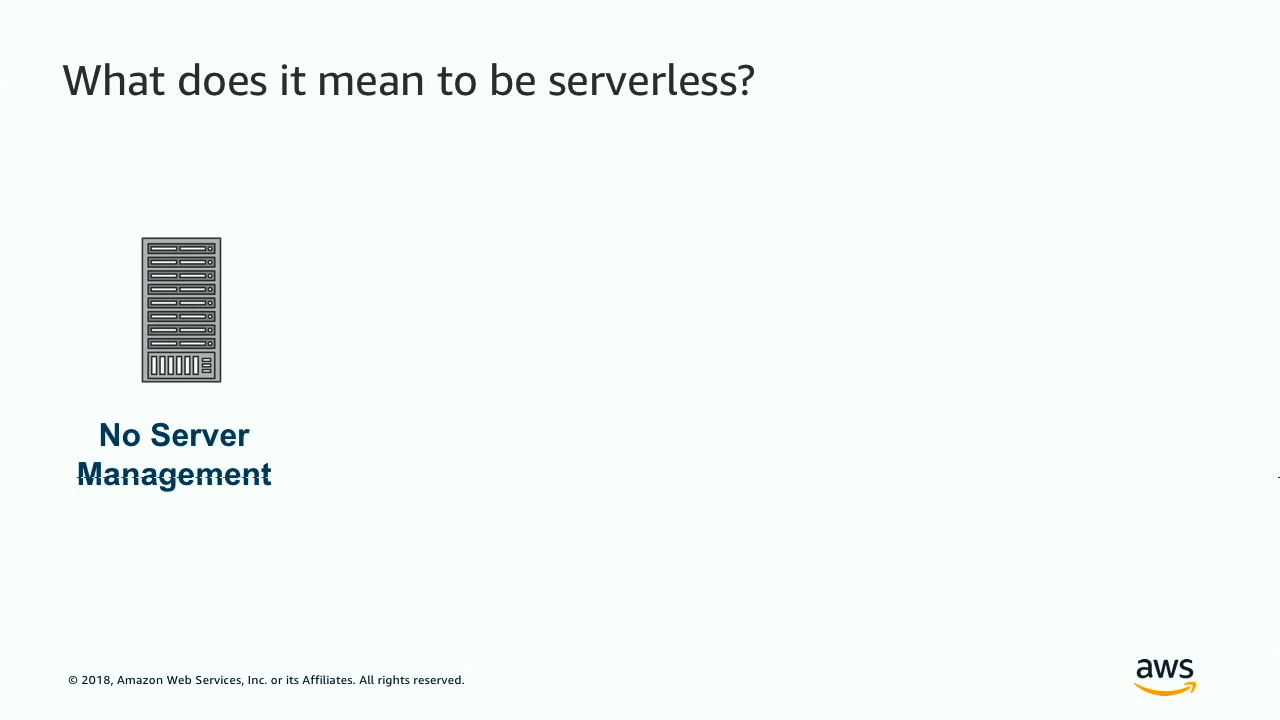 What does it mean to be serverless?
No Server
Management
© 2018, Amazon Web Services, Inc. or its Affiliates. All rights reserved.
aws